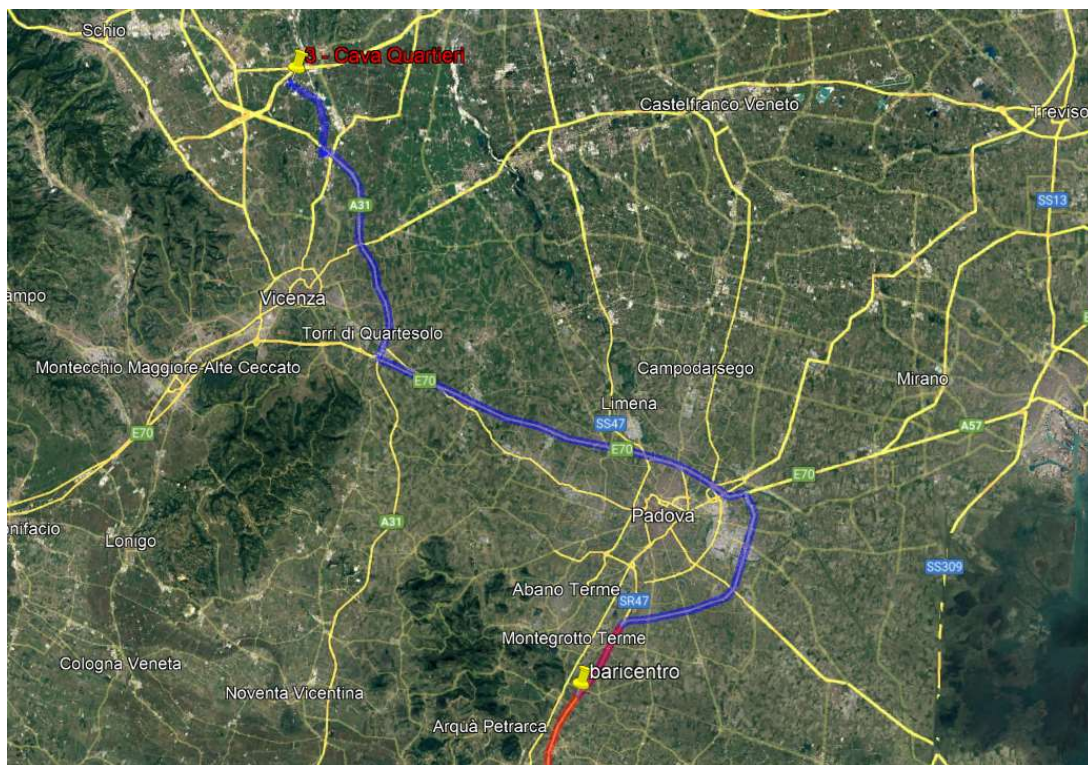 Schio
3 - Cava Quartieri
Castelfranco Veneto
Treviso
A31
SS13
ampo
Vicenza
Torri di Quartesolo
Montecchio Maggiore-Alte Ceccato
E70
Campodarsego
Mirano
Limena
SS47
A57
E70
E70
E70
onifacio
Lonigo
A31
Padova
SS309
Abano Terme
SR47
Montegrotto Terme
Cologna Veneta
baricentro
Noventa Vicentina
Arquà Petrarca